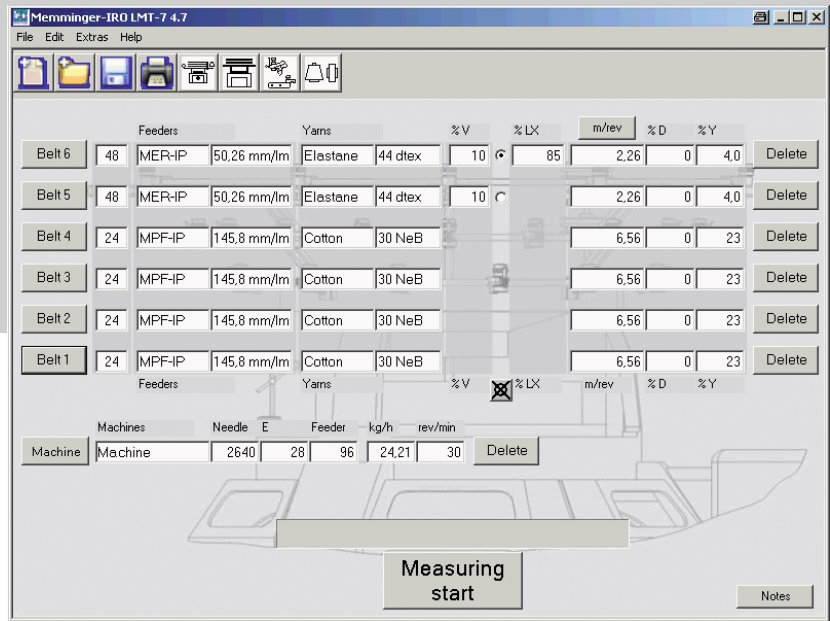 Memminger-IRO LMT-7 4.7
File Edit Extras Help
Feeders Yarns %V %LX m/rev %D %Y
Belt 6 48 MER-IP 50,26 mm/Im Elastane 44 dtex 10 85 2,26 0 4,0 Delete
Belt 5 48 MER-IP 50,26 mm/Im Elastane 44 dtex 10 2,26 0 4,0 Delete
Belt 4 24 MPF-IP 145,8 mm/Im Cotton 30 NeB 6,56 0 23 Delete
Belt 3 24 MPF-IP 145,8 mm/Im Cotton 30 NeB 6,56 0 23 Delete
Belt 2 24 MPF-IP 145,8 mm/Im Cotton 30 NeB 6,56 0 23 Delete
Belt 1 24 MPF-IP 145,8 mm/Im Cotton 30 NeB 6,56 0 23 Delete
Feeders Yarns %V %LX m/rev %D %Y
Machines Needle E Feeder kg/h rev/min
Machine Machine 2640 28 96 24,21 30 Delete
Measuring
start
Notes